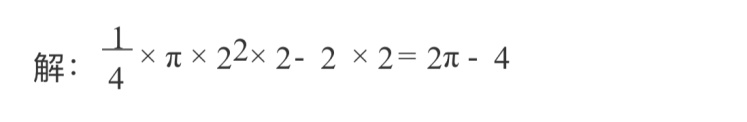 解：1/4 × π × 2²× 2- 2 × 2= 2π - 4